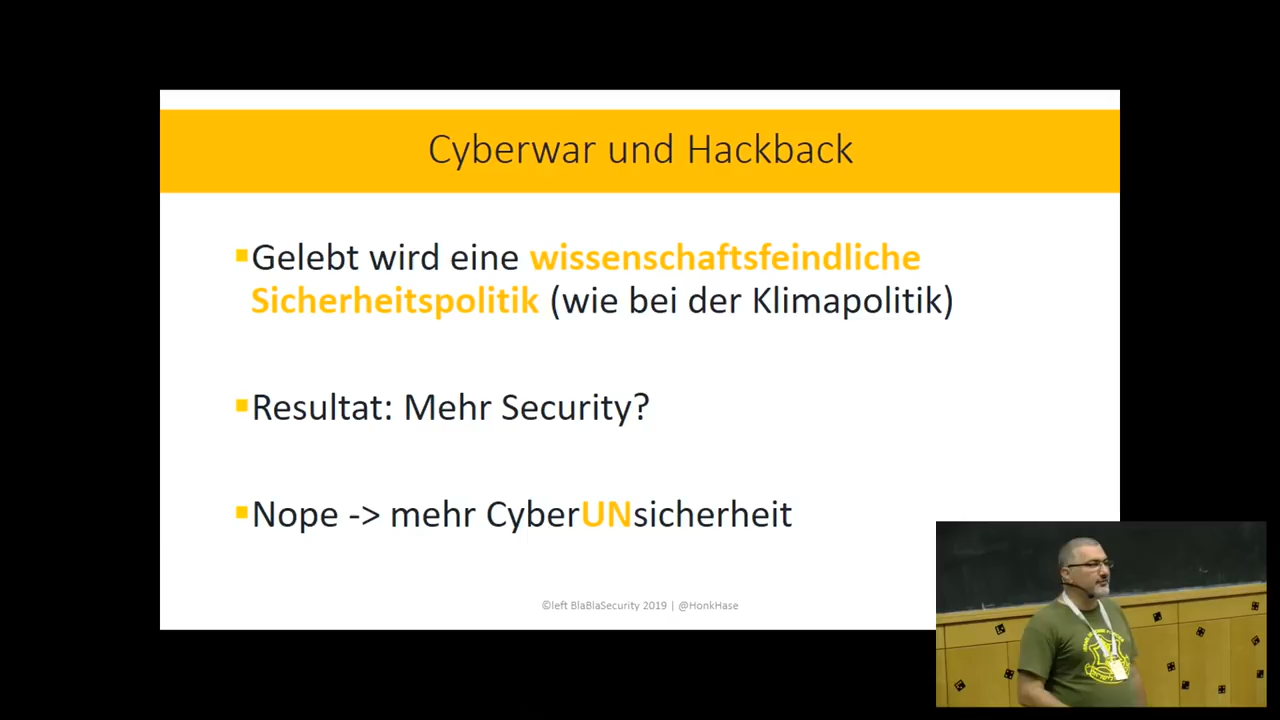 Cyberwar und Hackback
▪Gelebt wird eine wissenschaftsfeindliche
Sicherheitspolitik (wie bei der Klimapolitik)
▪Resultat: Mehr Security?
▪Nope -> mehr CyberUNsicherheit
©left BlaBlaSecurity 2019 | @HonkHase